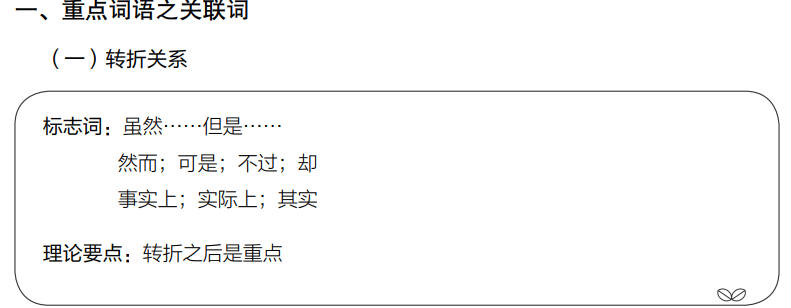 一、重点词语之关联词
（一）转折关系
标志词：虽然……但是……
然而；可是；不过；却
事实上；实际上；其实
理论要点：转折之后是重点